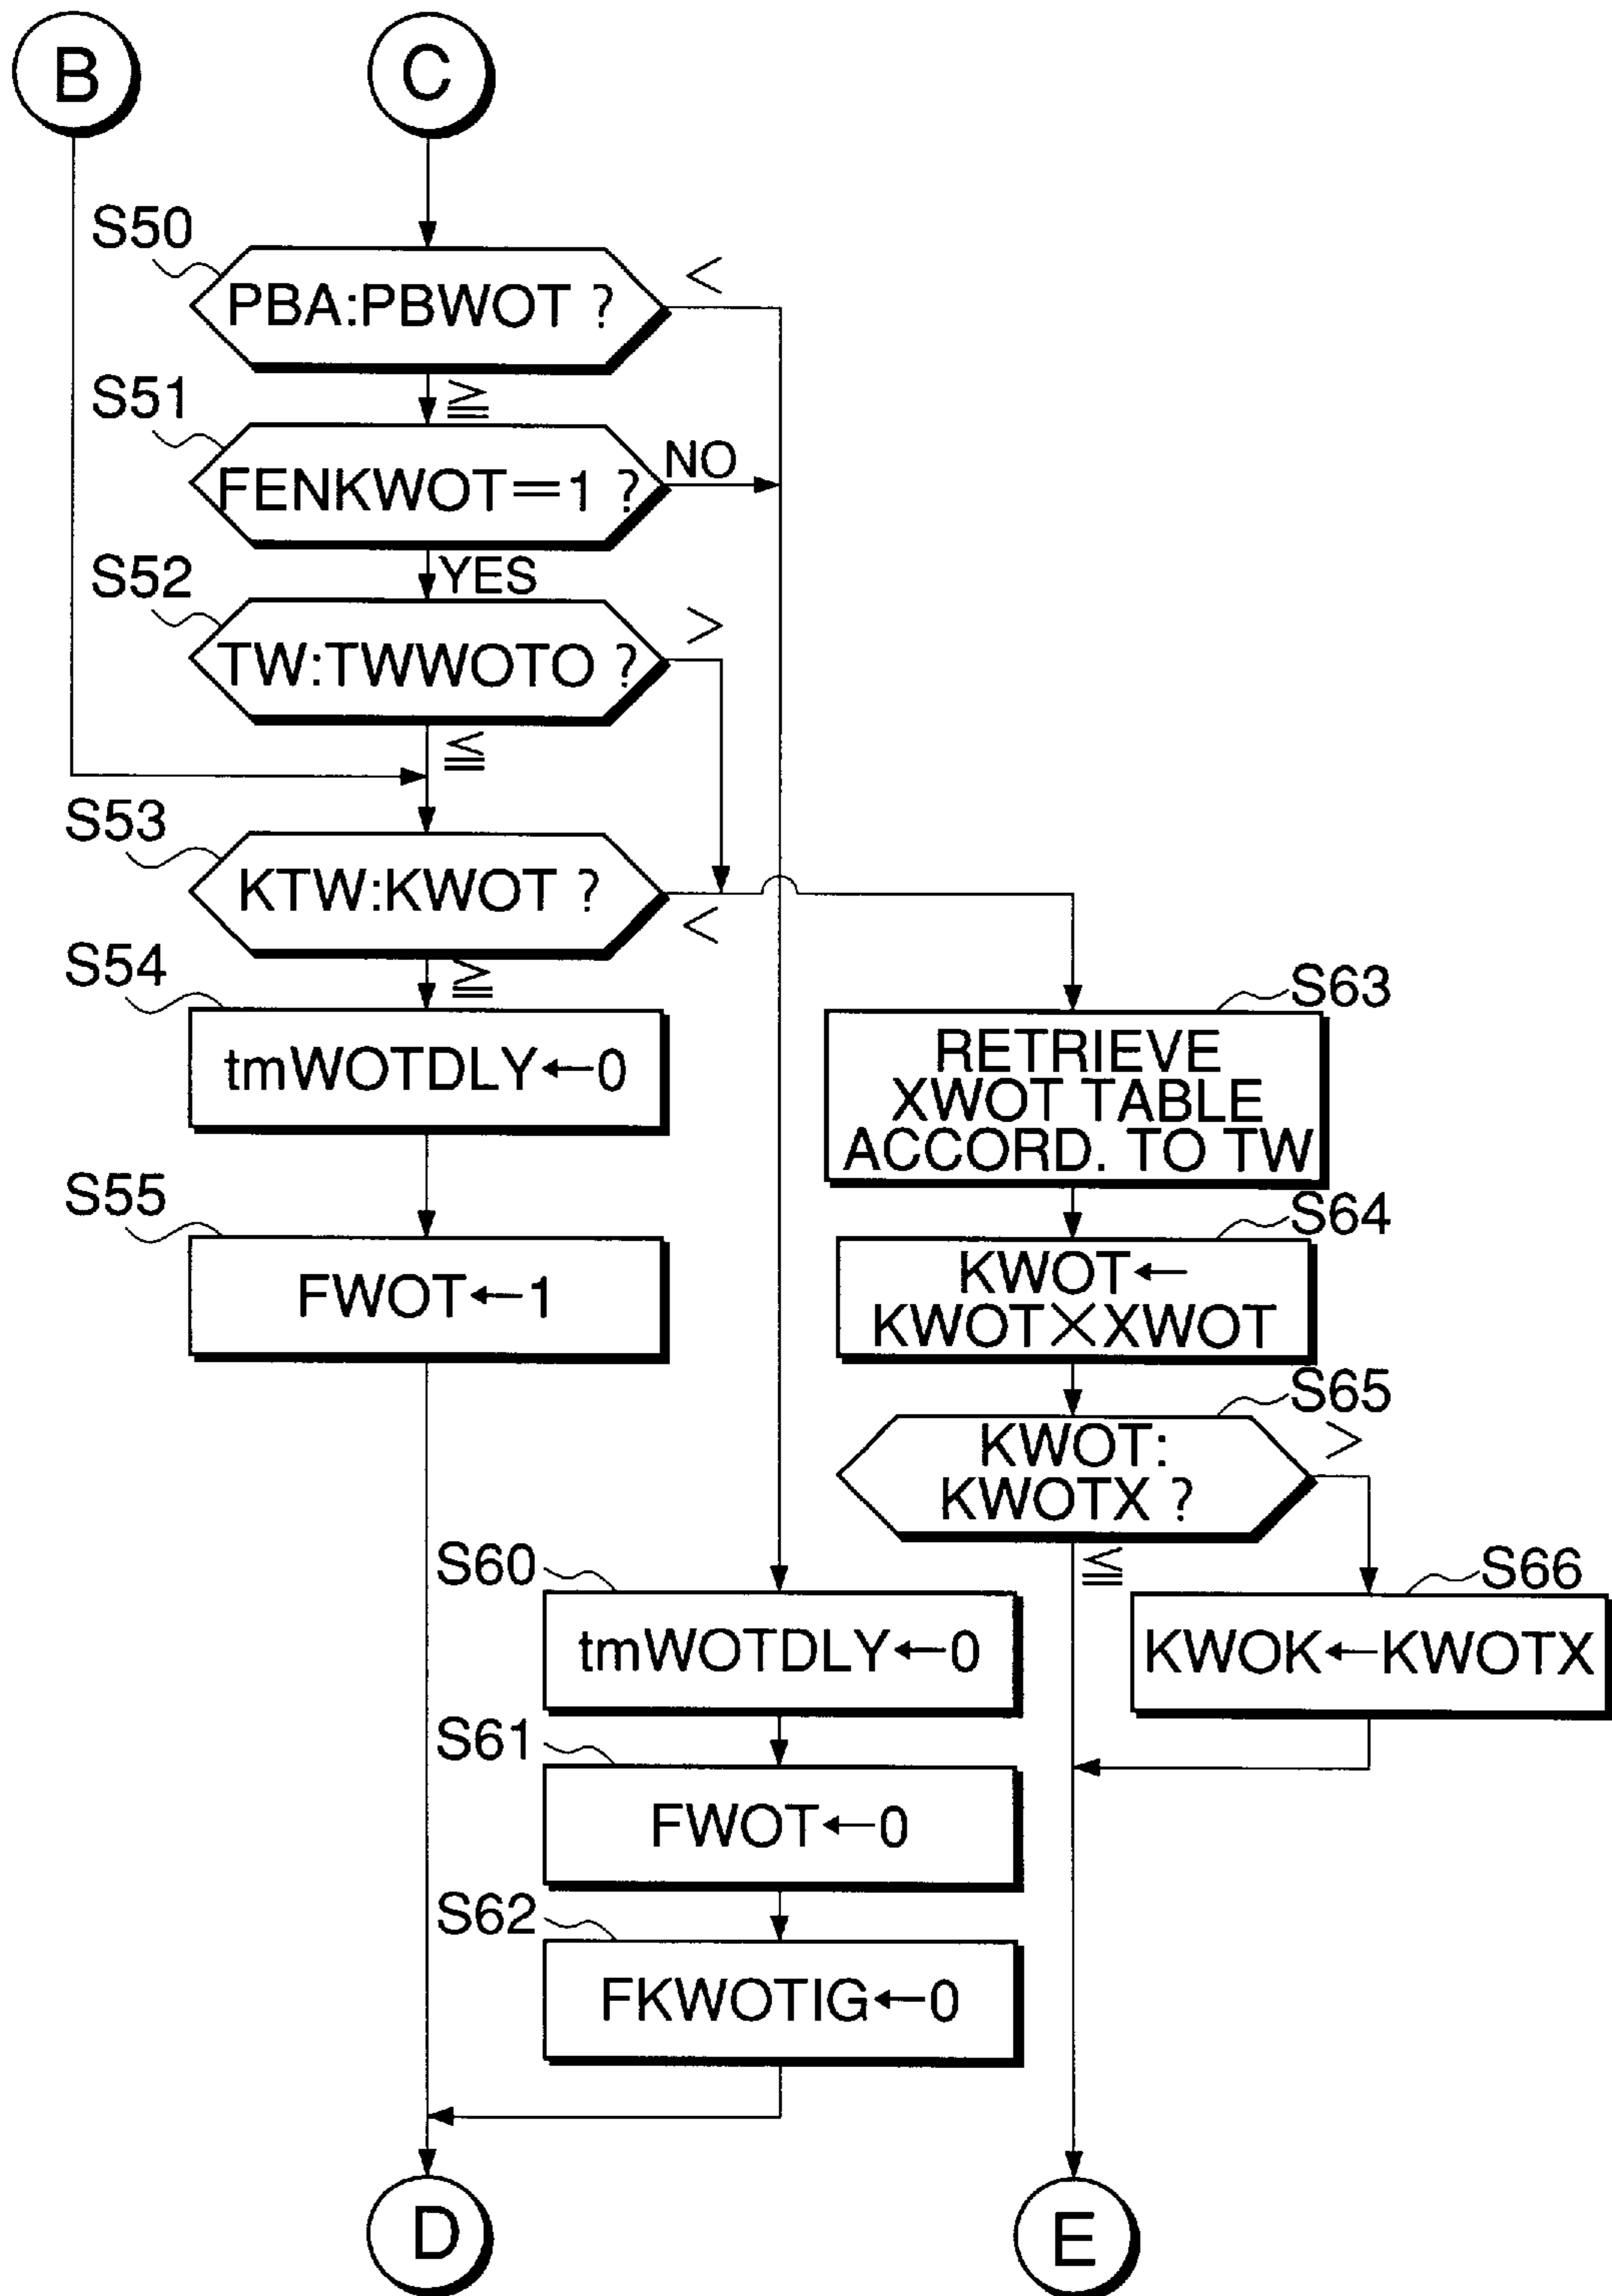 B
C
S50
PBA:PBWOT ?
<
≧
S51
FENKWOT=1 ?
NO
YES
S52
TW:TWWOTO ?
>
≦
S53
KTW:KWOT ?
<
≧
S54
tmWOTDLY←0
S55
FWOT←1
S63
RETRIEVE
XWOT TABLE
ACCORD. TO TW
S64
KWOT←
KWOT×XWOT
S65
KWOT:
KWOTX ?
>
≦
S66
KWOK←KWOTX
S60
tmWOTDLY←0
S61
FWOT←0
S62
FKWOTIG←0
D
E